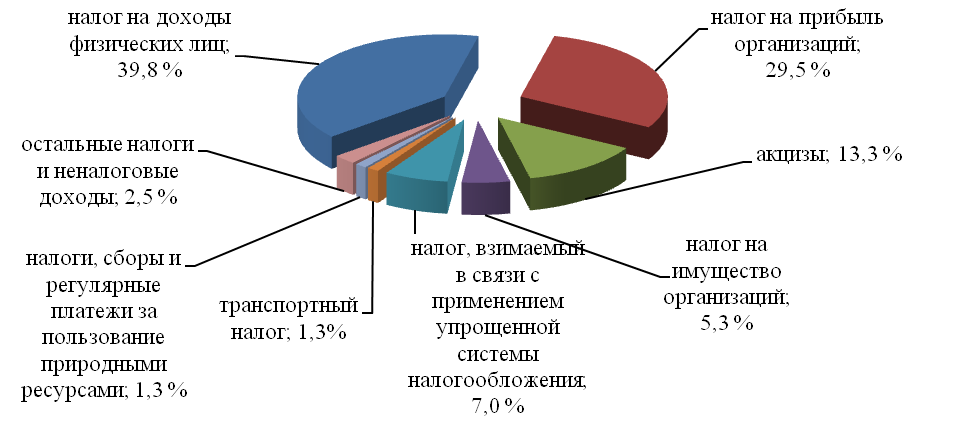 налог на доходы
физических лиц;
39,8 %
налог на прибыль
организаций;
29,5 %
акцизы; 13,3 %
налог на
имущество
организаций;
5,3 %
налог, взимаемый
в связи с
применением
упрощенной
системы
налогообложения;
7,0 %
транспортный
налог; 1,3%
налоги, сборы и
регулярные
платежи за
пользование
природными
ресурсами; 1,3 %
остальные налоги
и неналоговые
доходы; 2,5 %